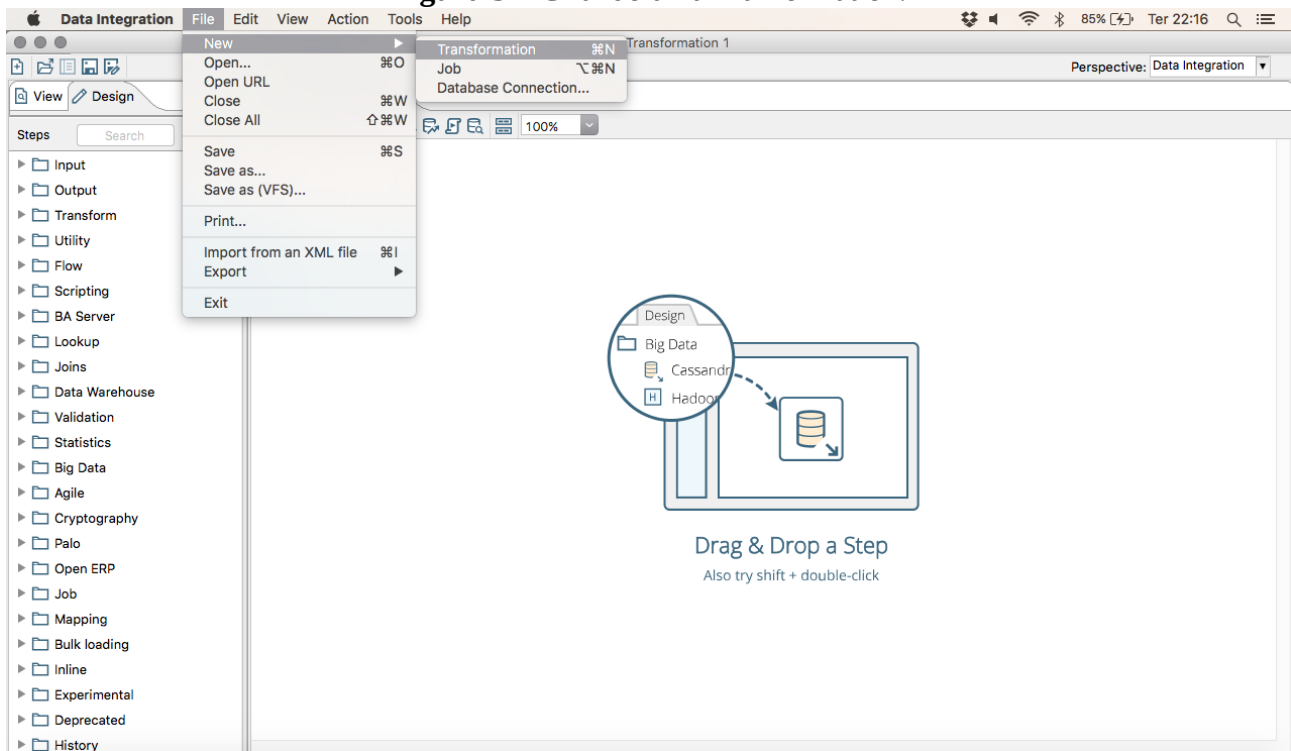 Data Integration File Edit View Action Tools Help 85% Ter 22:16
Transformation 1
Perspective: Data Integration
View Design
Steps Search
100%
New
Open... ⌘O
Open URL
Close ⌘W
Close All ⇧⌘W
Save ⌘S
Save as...
Save as (VFS)...
Print...
Import from an XML file ⌘I
Export
Exit
Transformation ⌘N
Job ⌥⌘N
Database Connection...
Input
Output
Transform
Utility
Flow
Scripting
BA Server
Lookup
Joins
Data Warehouse
Validation
Statistics
Big Data
Agile
Cryptography
Palo
Open ERP
Job
Mapping
Bulk loading
Inline
Experimental
Deprecated
History
Design
Big Data
Cassandr
Hadoop
Drag & Drop a Step
Also try shift + double-click